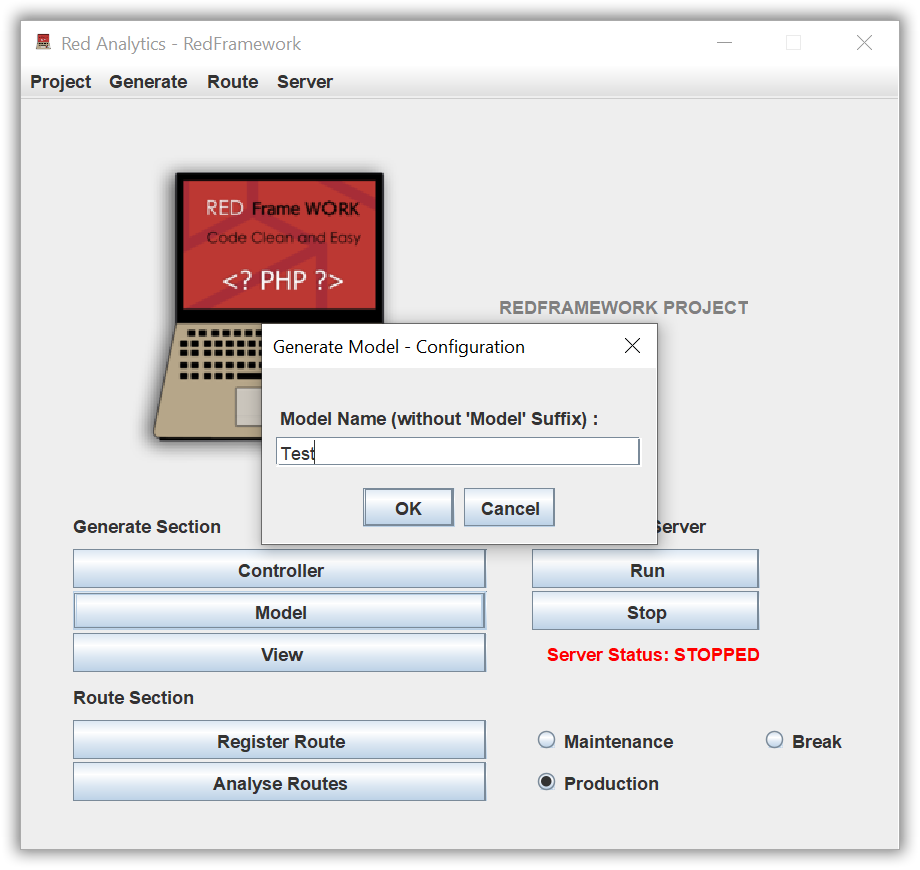 Red Analytics - RedFramework
Project Generate Route Server
RED Frame WORK
Code Clean and Easy
<? PHP ?>
REDFRAMEWORK PROJECT
Generate Model - Configuration
Model Name (without 'Model' Suffix) :
Test
OK Cancel
Generate Section
Server
Controller
Run
Model
Stop
View
Server Status: STOPPED
Route Section
Register Route
Maintenance
Break
Analyse Routes
Production